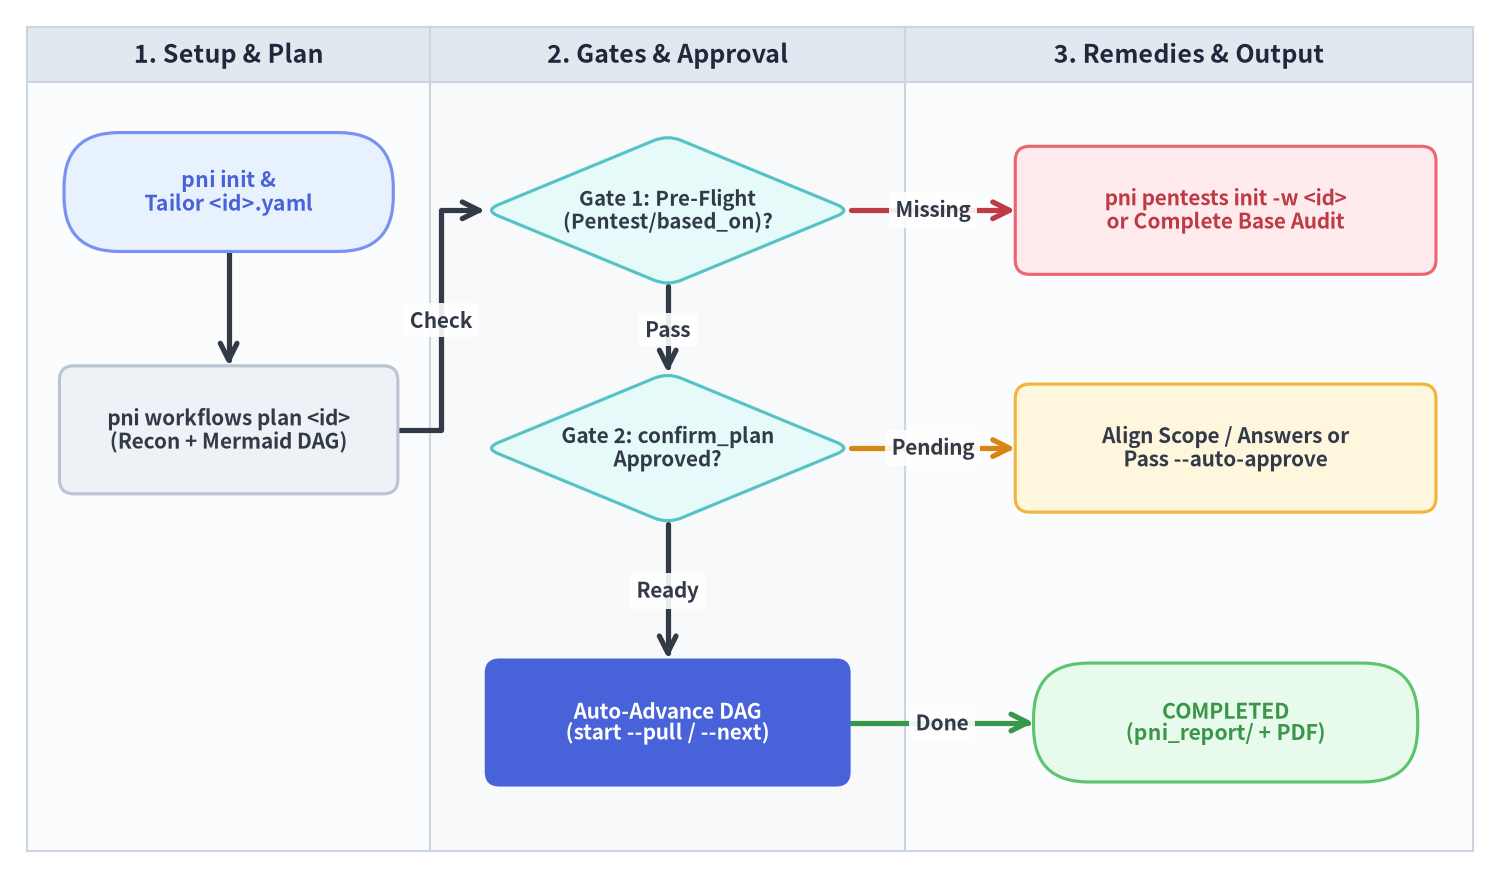 1. Setup & Plan
2. Gates & Approval
3. Remedies & Output
pni init &
Tailor <id>.yaml
Gate 1: Pre-Flight
(Pentest/based_on)?
Missing
pni pentests init -w <id>
or Complete Base Audit
Check
Pass
pni workflows plan <id>
(Recon + Mermaid DAG)
Gate 2: confirm_plan
Approved?
Pending
Align Scope / Answers or
Pass --auto-approve
Ready
Auto-Advance DAG
(start --pull / --next)
Done
COMPLETED
(pni_report/ + PDF)